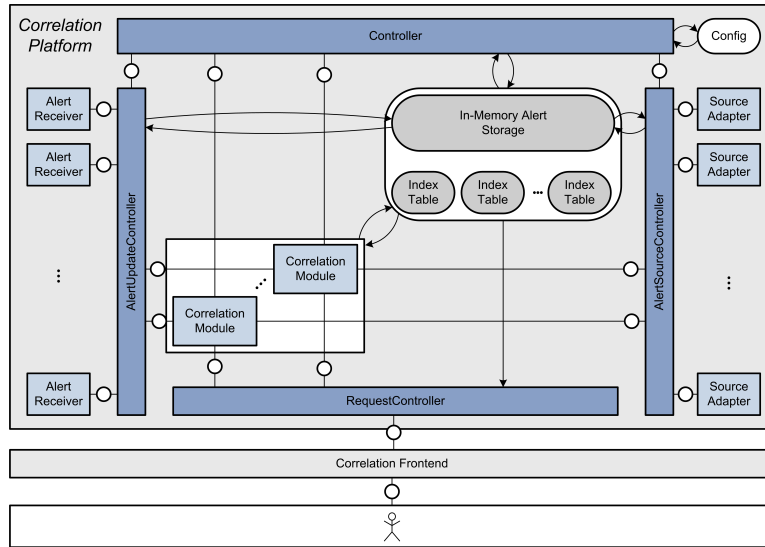 Correlation
Platform
Controller
Config
Alert
Receiver
In-Memory Alert
Storage
Source
Adapter
Alert
Receiver
Source
Adapter
Index
Table
Index
Table
...
Index
Table
AlertUpdateController
AlertSourceController
Correlation
Module
...
...
...
Correlation
Module
Alert
Receiver
RequestController
Source
Adapter
Correlation Frontend